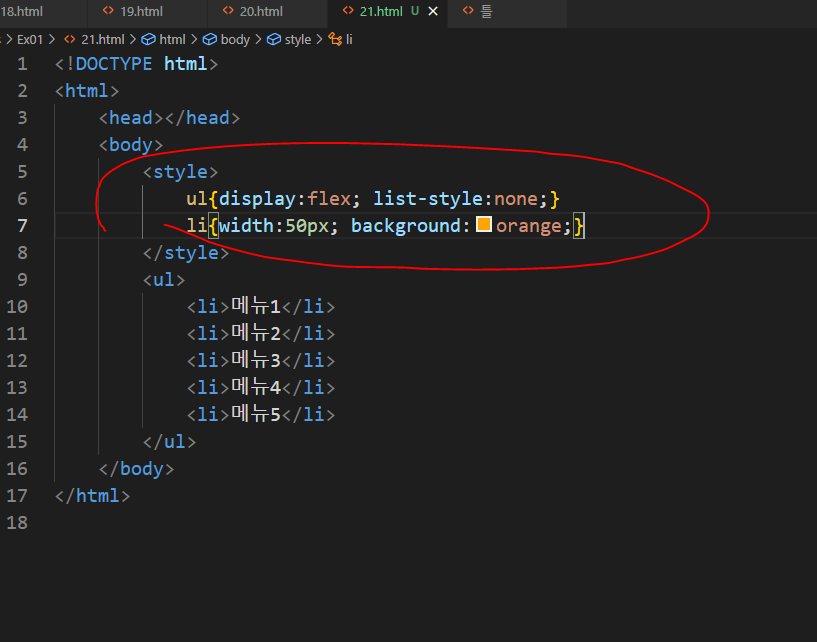 18.html 19.html 20.html 21.html U 틀
Ex01 > 21.html > html > body > style > li
1 <!DOCTYPE html>
2 <html>
3 <head></head>
4 <body>
5 <style>
6 ul{display:flex; list-style:none;}
7 li{width:50px; background:orange;}
8 </style>
9 <ul>
10 <li>메뉴1</li>
11 <li>메뉴2</li>
12 <li>메뉴3</li>
13 <li>메뉴4</li>
14 <li>메뉴5</li>
15 </ul>
16 </body>
17 </html>
18